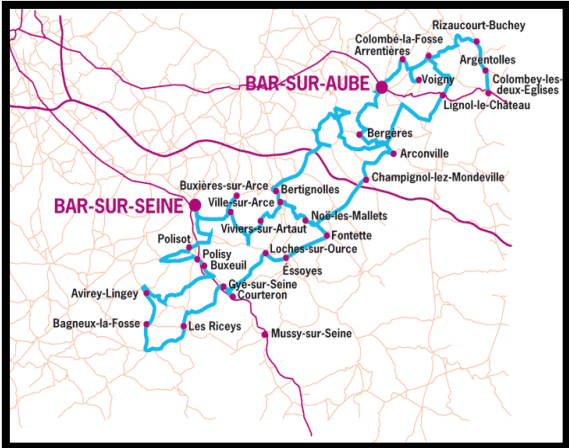 Rizaucourt-Buchey
Colombé-la-Fosse
Arrentières
Argentolles
BAR-SUR-AUBE
Voigny
Colombey-les-
deux-Eglises
Lignol-le-Château
Bergères
Arconville
Champignol-lez-Mondeville
Buxières-sur-Arce
Bertignolles
Ville-sur-Arce
BAR-SUR-SEINE
Noë-les-Mallets
Viviers-sur-Artaut
Fontette
Polisot
Loches-sur-Ource
Polisy
Buxeuil
Éssoyes
Gye-sur-Seine
Avirey-Lingey
Courteron
Bagneux-la-Fosse
Les Riceys
Mussy-sur-Seine